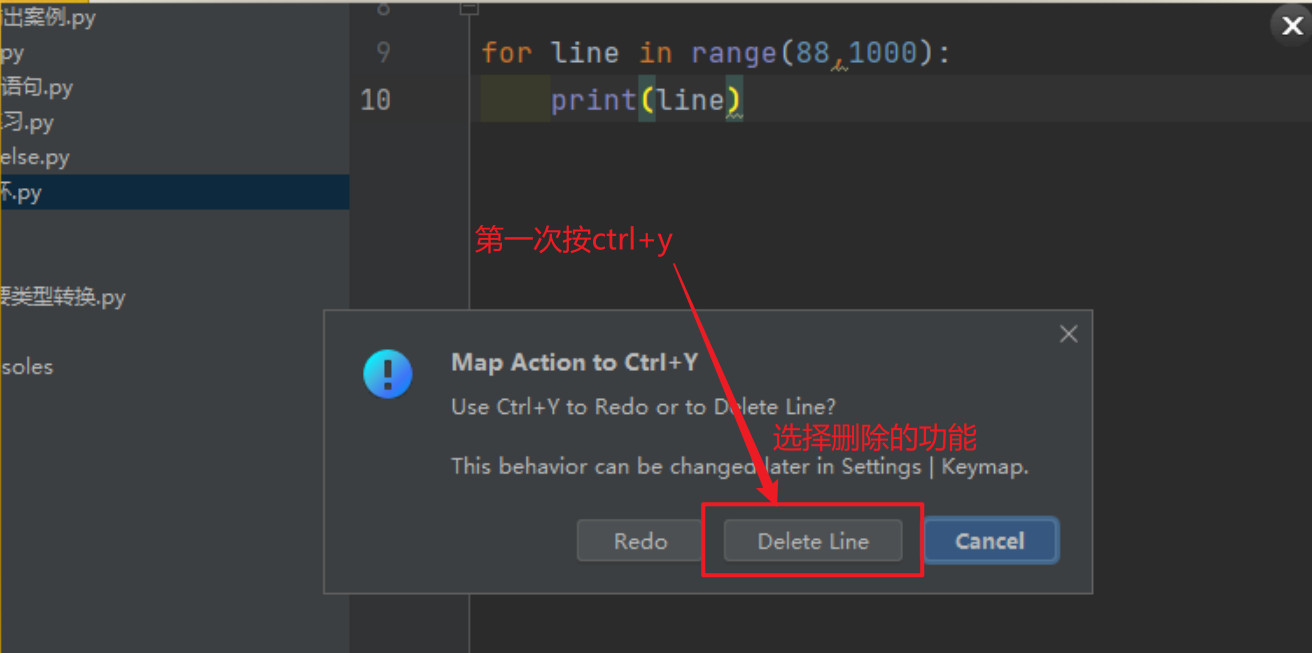 出案例.py
py
语句.py
习.py
else.py
环.py
要类型转换.py
soles
8
9 for line in range(88,1000):
10 print(line)
第一次按ctrl+y
Map Action to Ctrl+Y
Use Ctrl+Y to Redo or to Delete Line?
选择删除的功能
This behavior can be changed later in Settings | Keymap.
Redo Delete Line Cancel